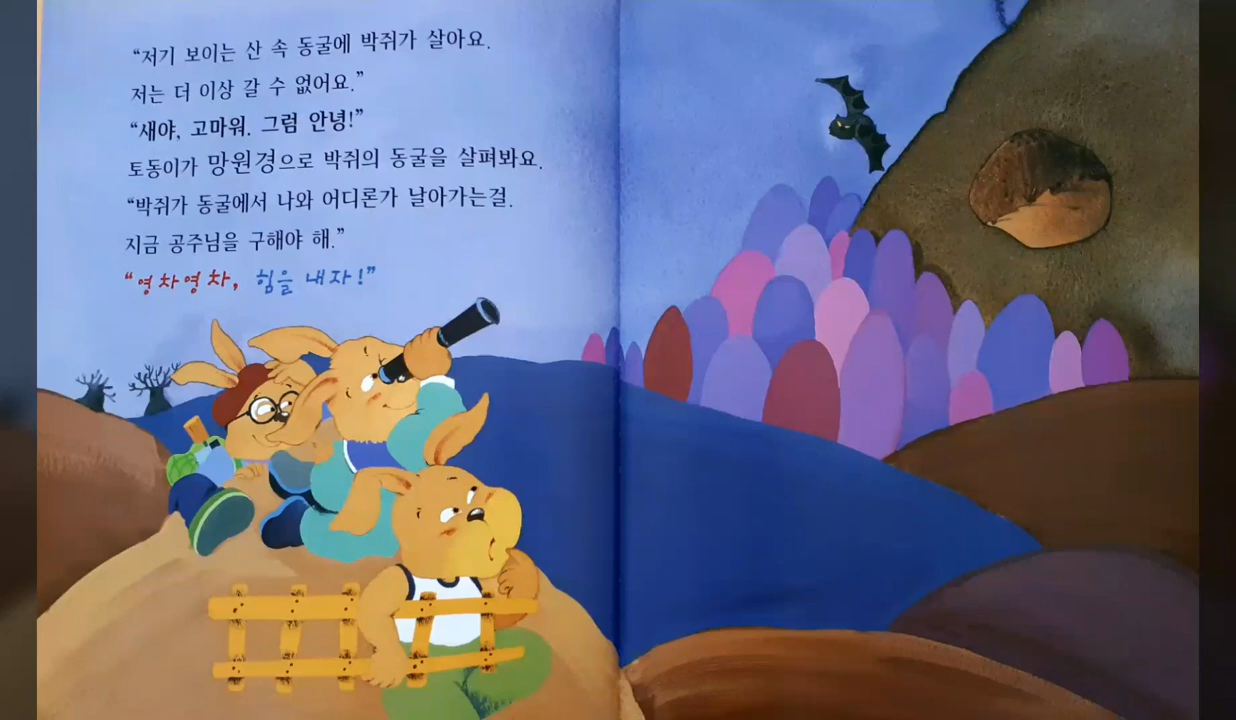 “저기 보이는 산 속 동굴에 박쥐가 살아요.
저는 더 이상 갈 수 없어요.”
“새야, 고마워. 그럼 안녕!”
토동이가 망원경으로 박쥐의 동굴을 살펴봐요.
“박쥐가 동굴에서 나와 어디론가 날아가는걸.
지금 공주님을 구해야 해.”
“영차영차, 힘을 내자!”